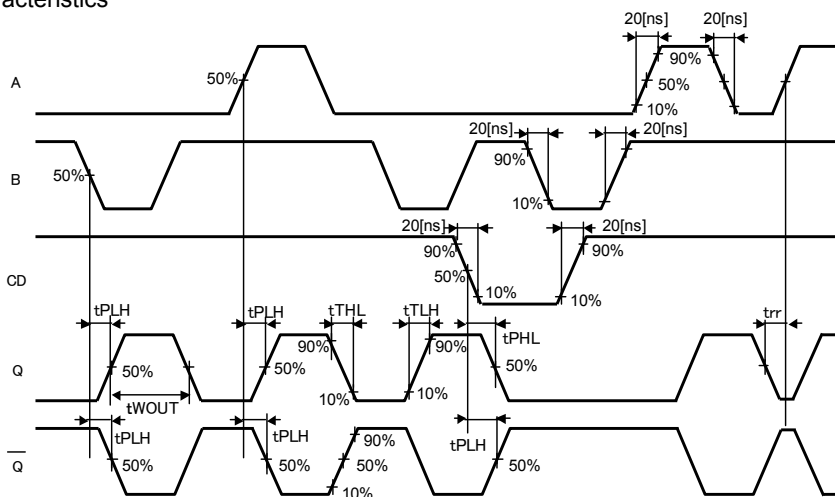 acteristics
20[ns] 20[ns]
A 50% 90%
50%
10%
20[ns] 20[ns]
B 50% 90%
10%
20[ns] 20[ns]
90% 90%
CD 50%
10% 10%
tPLH tPLH tTHL tTLH tPHL trr
90% 90%
Q 50% 50% 50%
10% 10%
tWOUT
tPLH tPLH 90% tPLH
Q 50% 50% 50% 50%
10%